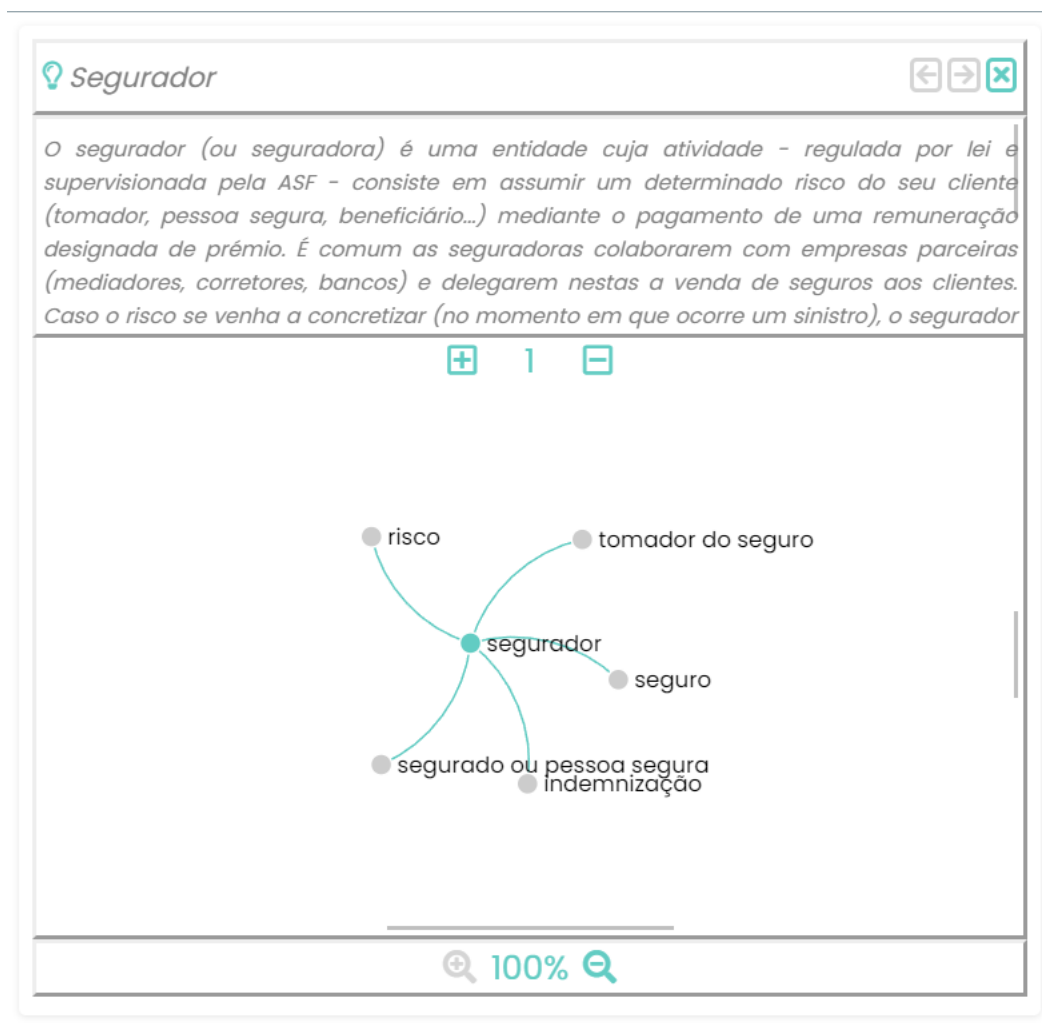 Segurador
O segurador (ou seguradora) é uma entidade cuja atividade - regulada por lei e
supervisionada pela ASF - consiste em assumir um determinado risco do seu cliente
(tomador, pessoa segura, beneficiário...) mediante o pagamento de uma remuneração
designada de prémio. É comum as seguradoras colaborarem com empresas parceiras
(mediadores, corretores, bancos) e delegarem nestas a venda de seguros aos clientes.
Caso o risco se venha a concretizar (no momento em que ocorre um sinistro), o segurador
1
risco
tomador do seguro
segurador
seguro
segurado ou pessoa segura
indemnização
100%